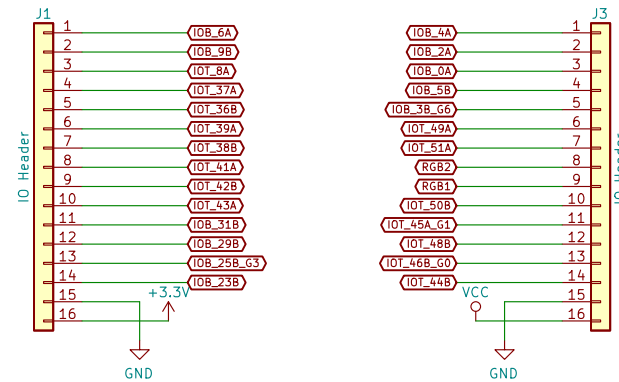 J1
IO Header
1 IOB_6A
2 IOB_9B
3 IOT_8A
4 IOT_37A
5 IOT_36B
6 IOT_39A
7 IOT_38B
8 IOT_41A
9 IOT_42B
10 IOT_43A
11 IOB_31B
12 IOB_29B
13 IOB_25B_G3
14 IOB_23B
15
16
+3.3V
GND
J3
IO Header
IOB_4A 1
IOB_2A 2
IOB_0A 3
IOB_5B 4
IOB_3B_G6 5
IOT_49A 6
IOT_51A 7
RGB2 8
RGB1 9
IOT_50B 10
IOT_45A_G1 11
IOT_48B 12
IOT_46B_G0 13
IOT_44B 14
15
16
VCC
GND